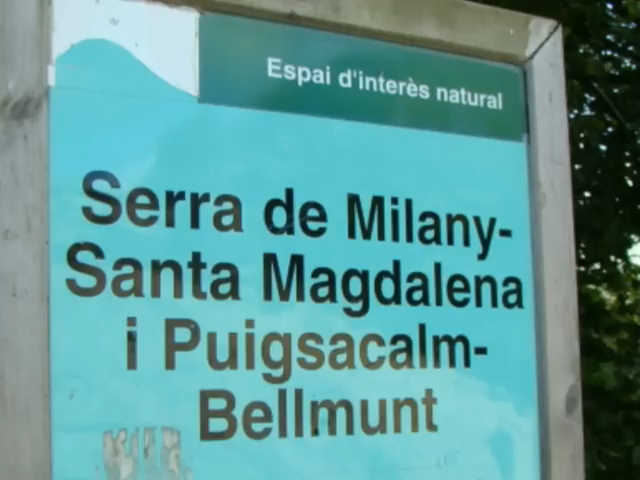 Espai d'interès natural
Serra de Milany-
Santa Magdalena
i Puigsacalm-
Bellmunt